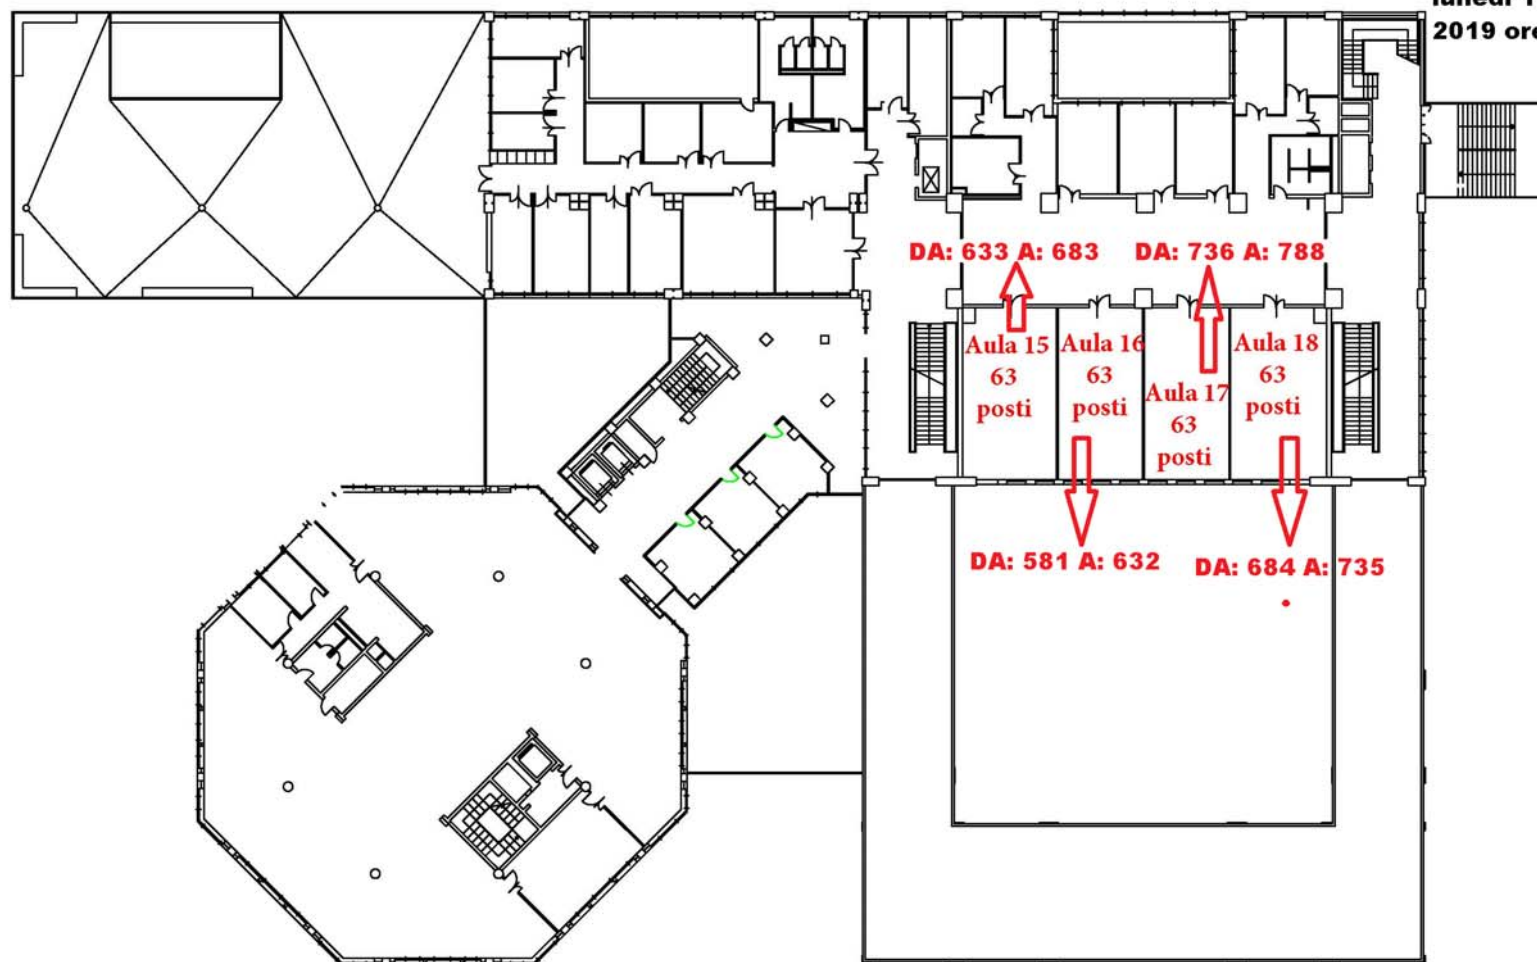 2019
DA: 633 A: 683
DA: 736 A: 788
Aula 15
63
posti
Aula 16
63
posti
Aula 17
63
posti
Aula 18
63
posti
DA: 581 A: 632
DA: 684 A: 735